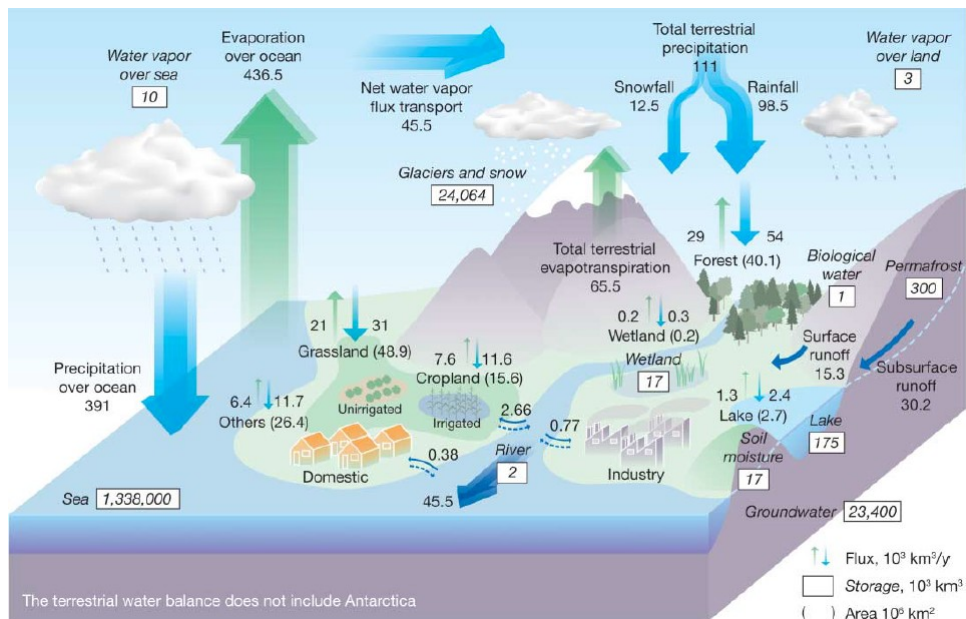 Water vapor
over sea
10
Evaporation
over ocean
436.5
Net water vapor
flux transport
45.5
Total terrestrial
precipitation
111
Snowfall
12.5
Rainfall
98.5
Water vapor
over land
3
Glaciers and snow
24,064
Total terrestrial
evapotranspiration
65.5
29
54
Forest (40.1)
Biological
water
1
Permafrost
300
Precipitation
over ocean
391
21
31
Grassland (48.9)
7.6
11.6
Cropland (15.6)
0.2
0.3
Wetland (0.2)
Wetland
17
Surface
runoff
15.3
Subsurface
runoff
30.2
6.4
11.7
Others (26.4)
Unirrigated
Irrigated
2.66
0.77
1.3
2.4
Lake (2.7)
Lake
175
Domestic
0.38
River
2
45.5
Industry
Soil
moisture
17
Sea 1,338,000
Groundwater 23,400
Flux, 10³ km³/y
Storage, 10³ km³
( ) Area 10⁶ km²
The terrestrial water balance does not include Antarctica